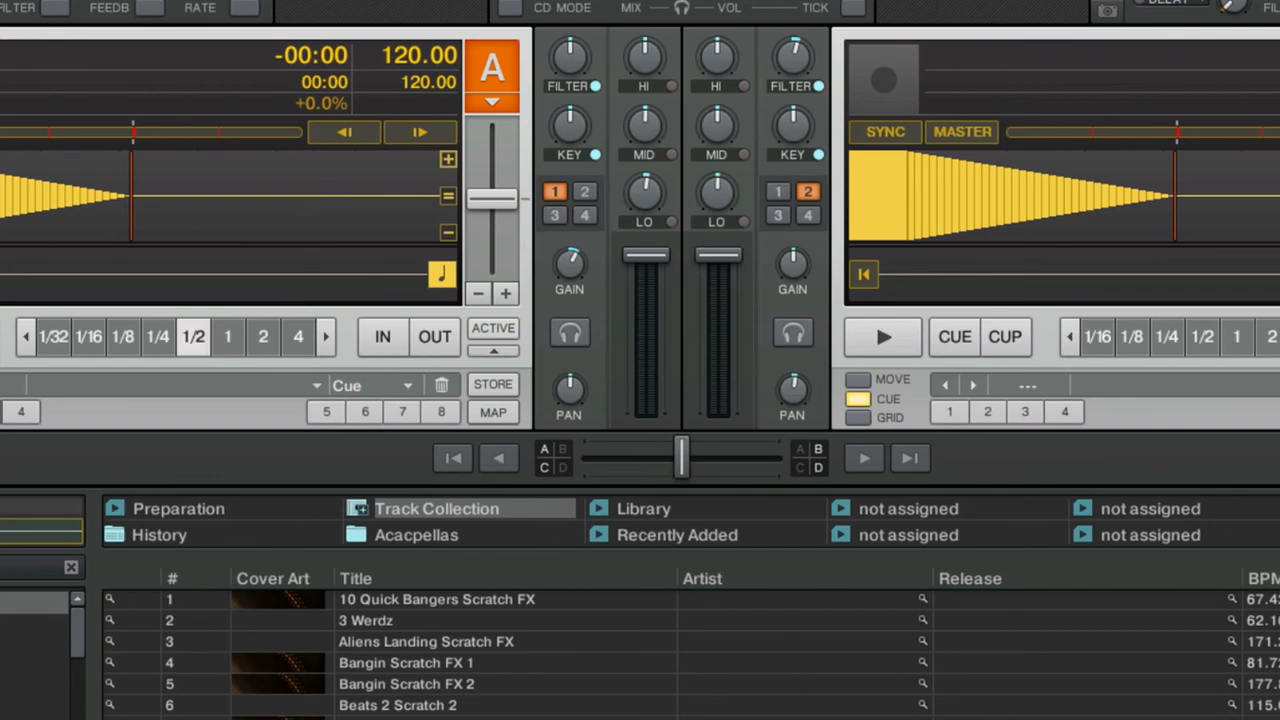 FILTER FEEDB RATE CD MODE MIX VOL TICK DELAY
-00:00 120.00 A
00:00 120.00
+0.0%
FILTER HI HI FILTER
SYNC MASTER
KEY MID MID KEY
1 2 1 2
3 4 3 4
LO LO
GAIN GAIN
1/32 1/16 1/8 1/4 1/2 1 2 4 IN OUT ACTIVE
CUE CUP 1/16 1/8 1/4 1/2 1 2
Cue STORE
MOVE ---
CUE
GRID
4 5 6 7 8 MAP PAN PAN 1 2 3 4
A B A B
C D C D
Preparation Track Collection Library not assigned not assigned
History Acacpellas Recently Added not assigned not assigned
# Cover Art Title Artist Release BPM
1 10 Quick Bangers Scratch FX
2 3 Werdz
3 Aliens Landing Scratch FX
4 Bangin Scratch FX 1
5 Bangin Scratch FX 2
6 Beats 2 Scratch 2